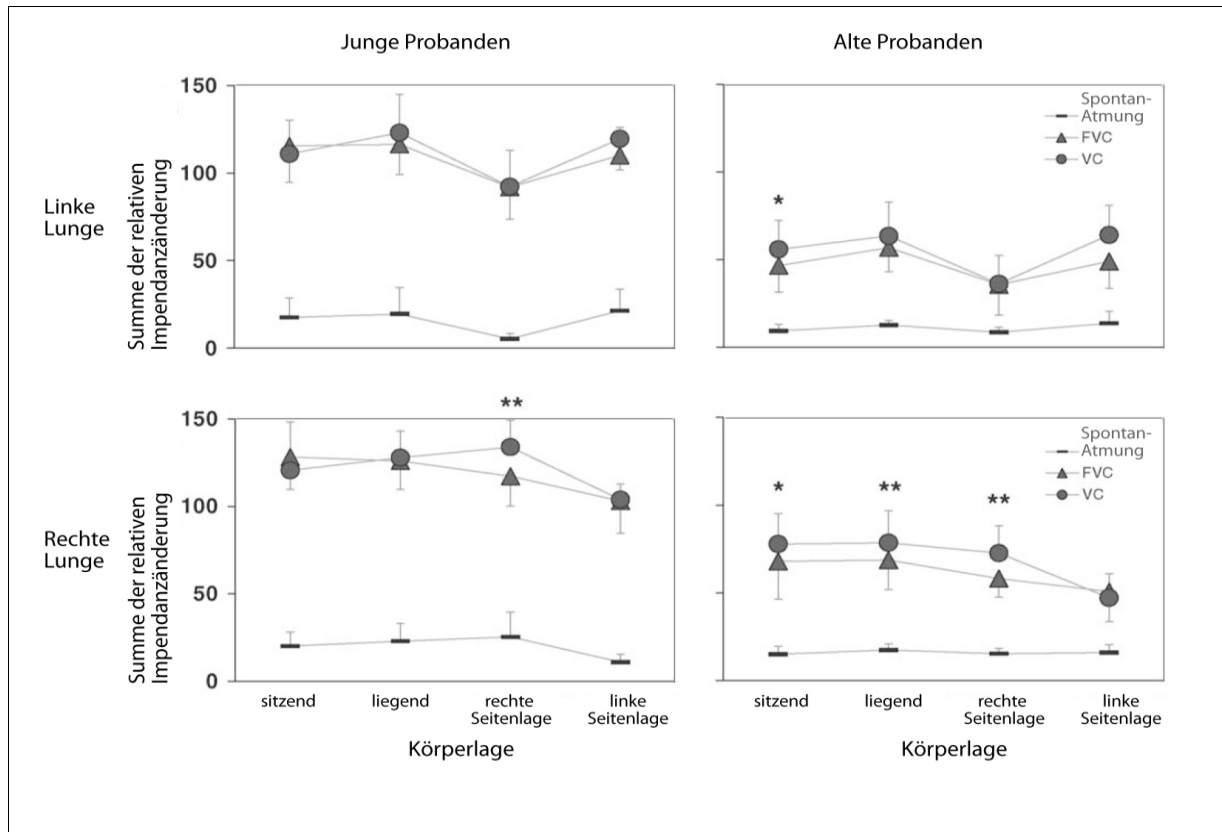 Junge Probanden
Alte Probanden
Linke
Lunge
Summe der relativen
Impendanzänderung
150
100
50
0
*
Spontan-
Atmung
FVC
VC
Rechte
Lunge
Summe der relativen
Impendanzänderung
150
100
50
0
**
*
**
**
Spontan-
Atmung
FVC
VC
sitzend
liegend
rechte
Seitenlage
linke
Seitenlage
Körperlage
sitzend
liegend
rechte
Seitenlage
linke
Seitenlage
Körperlage